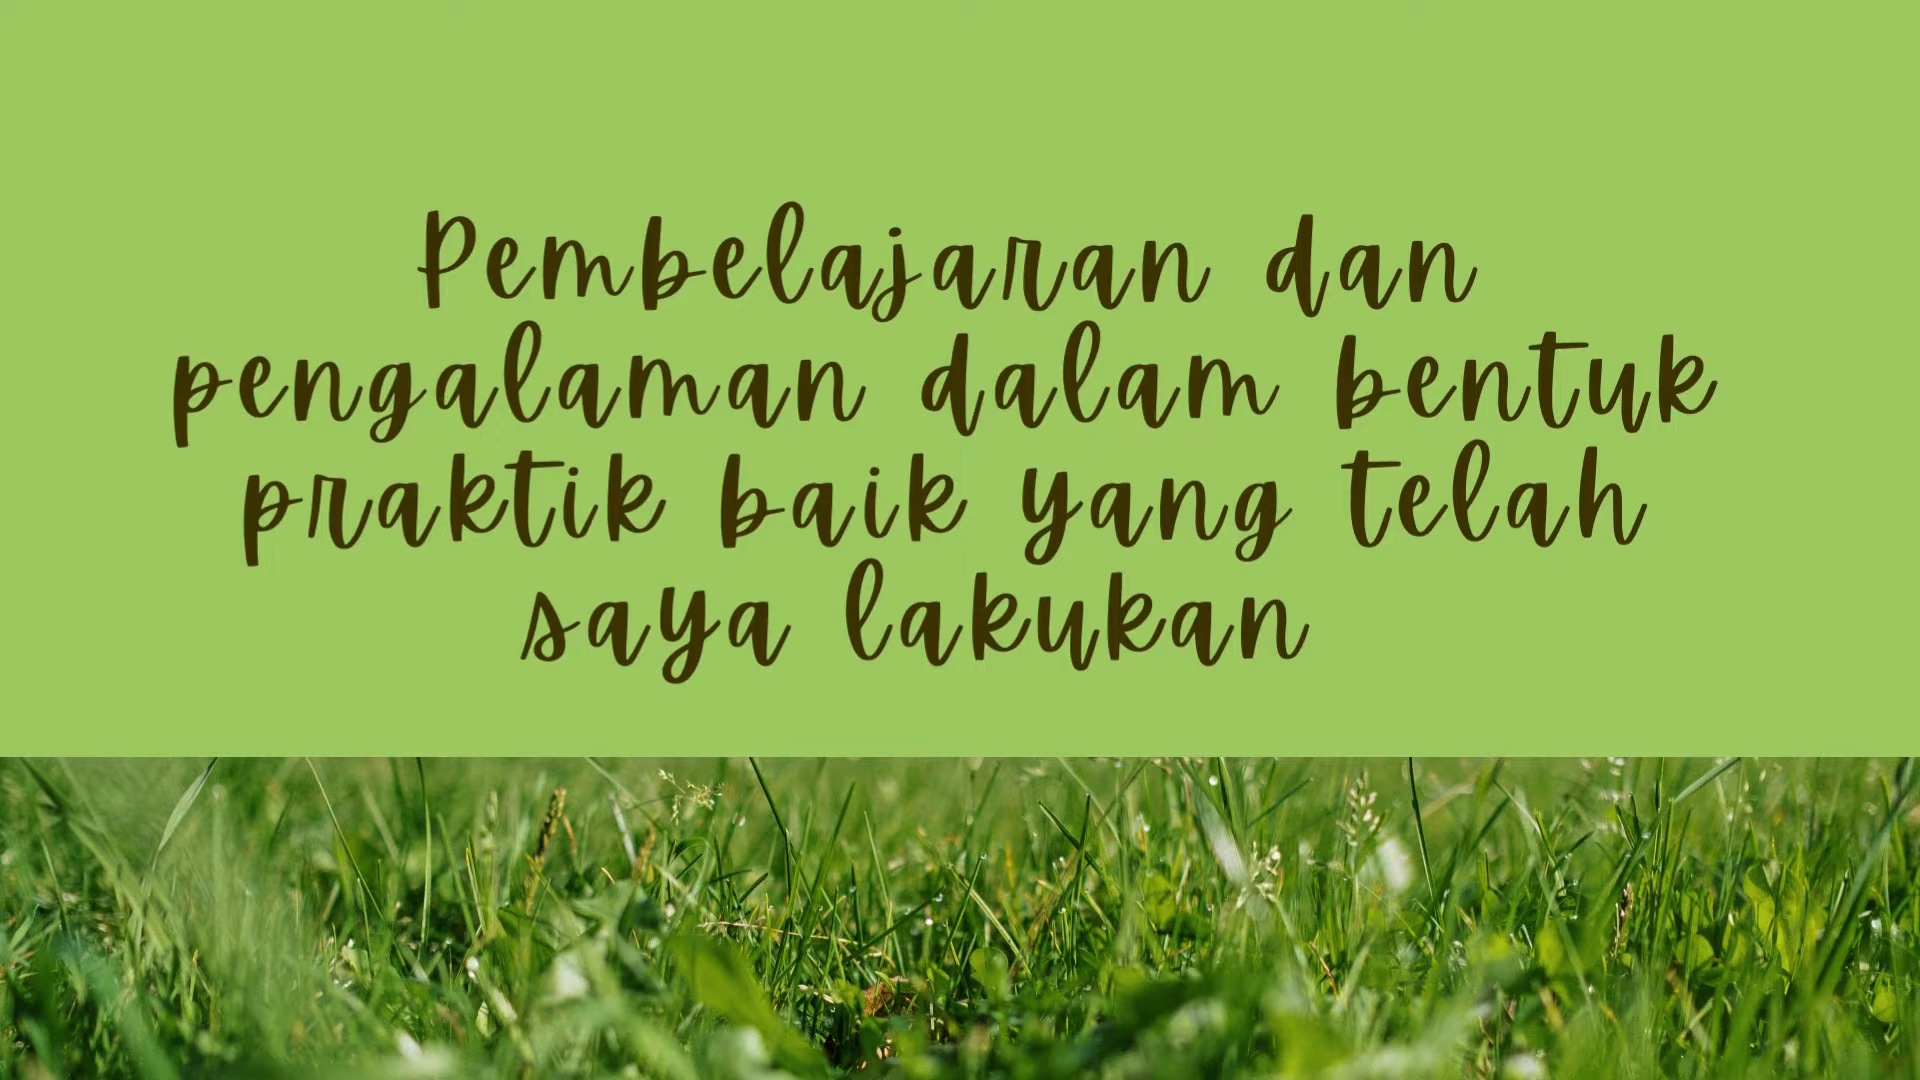 Pembelajaran dan
pengalaman dalam bentuk
praktik baik yang telah
saya lakukan